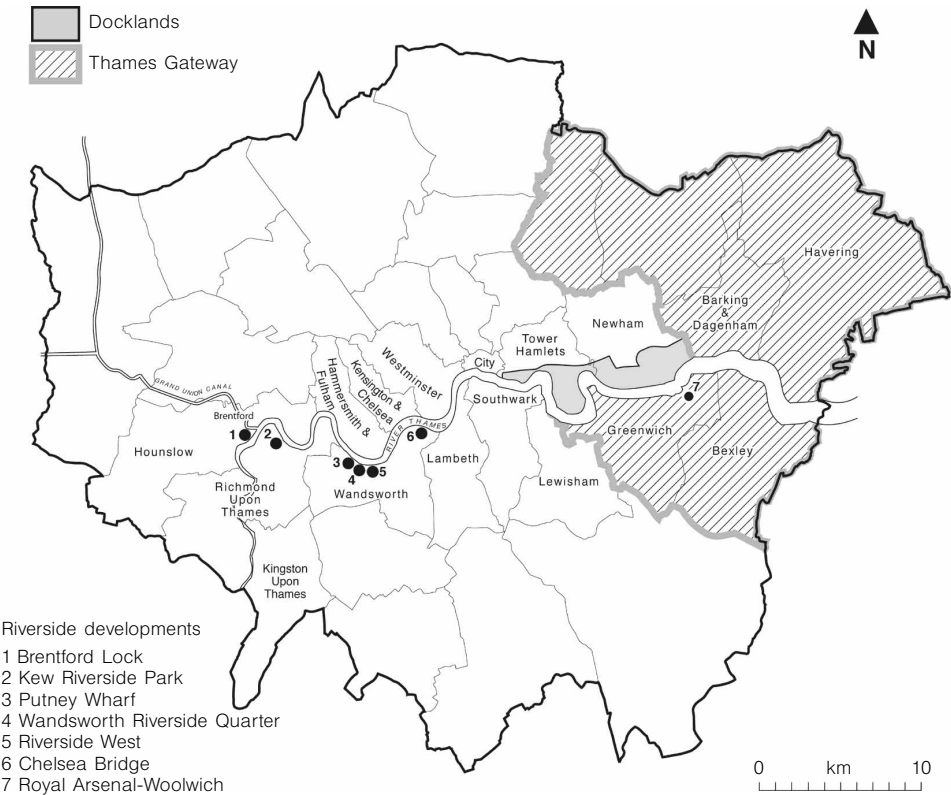 Docklands
Thames Gateway
N
Havering
Barking
&
Dagenham
Newham
Tower
Hamlets
City
Westminster
Kensington &
Chelsea
Hammersmith &
Fulham
GRAND UNION CANAL
Brentford
RIVER THAMES
Southwark
7
1
2
6
Greenwich
Hounslow
Bexley
3
4
5
Lambeth
Wandsworth
Lewisham
Richmond
Upon
Thames
Kingston
Upon
Thames
Riverside developments
1 Brentford Lock
2 Kew Riverside Park
3 Putney Wharf
4 Wandsworth Riverside Quarter
5 Riverside West
6 Chelsea Bridge
7 Royal Arsenal-Woolwich
0 km 10